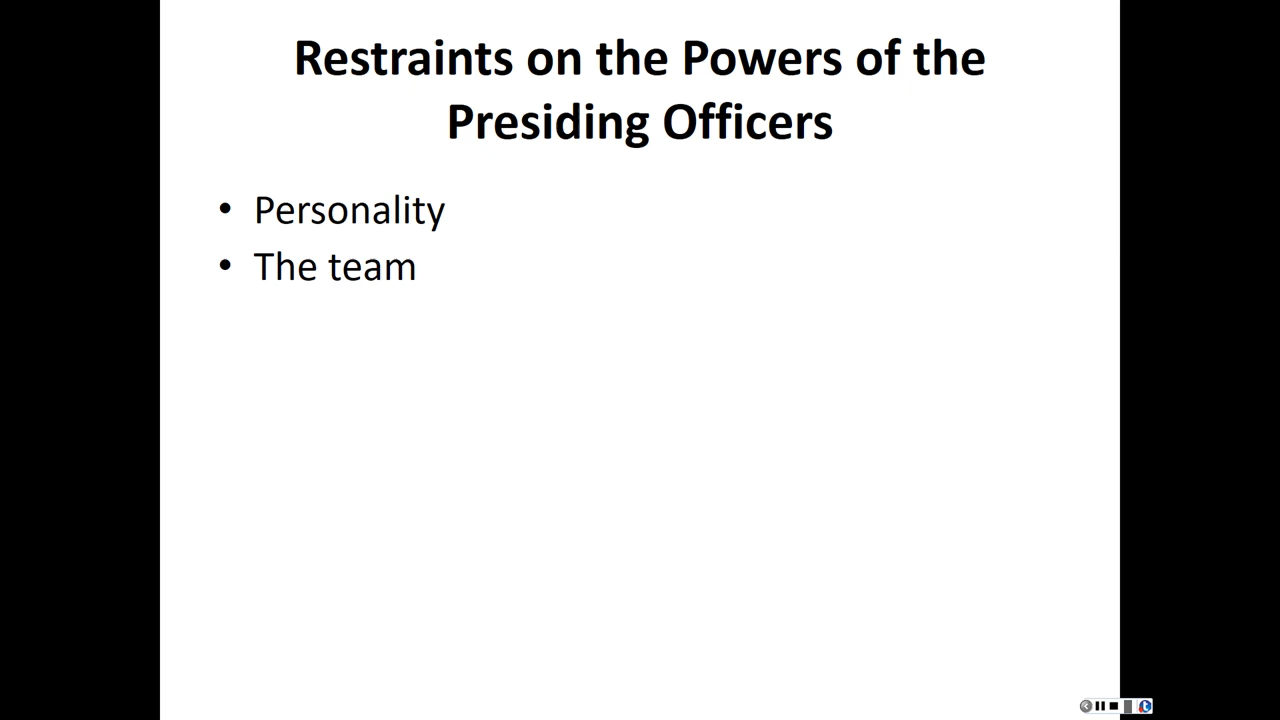 Restraints on the Powers of the
Presiding Officers
• Personality
• The team